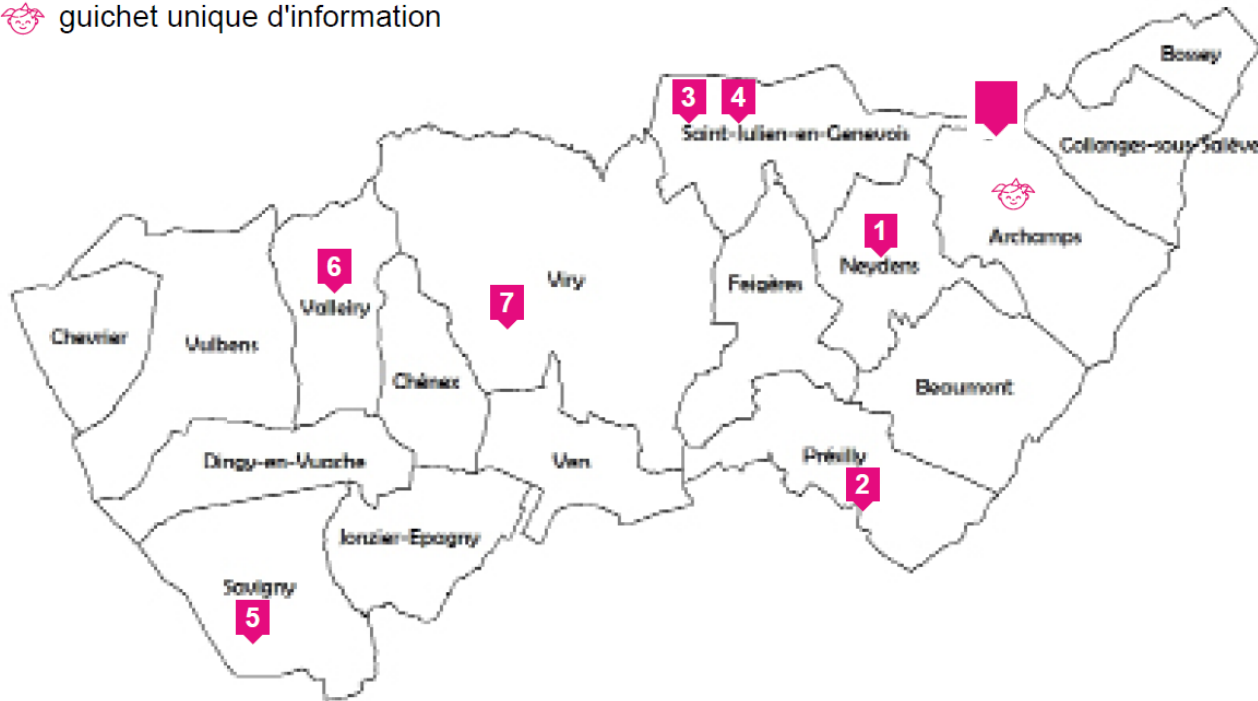 guichet unique d'information
Bossey
3 4
Saint-Julien-en-Genevois
Collonges-sous-Salève
1
Archamps
6
Neydens
Viry
Feigères
7
Valleiry
Chevrier
Vulbens
Chênex
Beaumont
Dingy-en-Vuache
Vers
Présilly
2
Jonzier-Epagny
Savigny
5